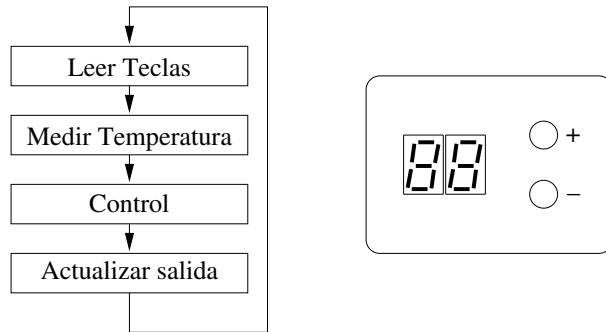 Leer Teclas
Medir Temperatura
Control
Actualizar salida
88
+
−